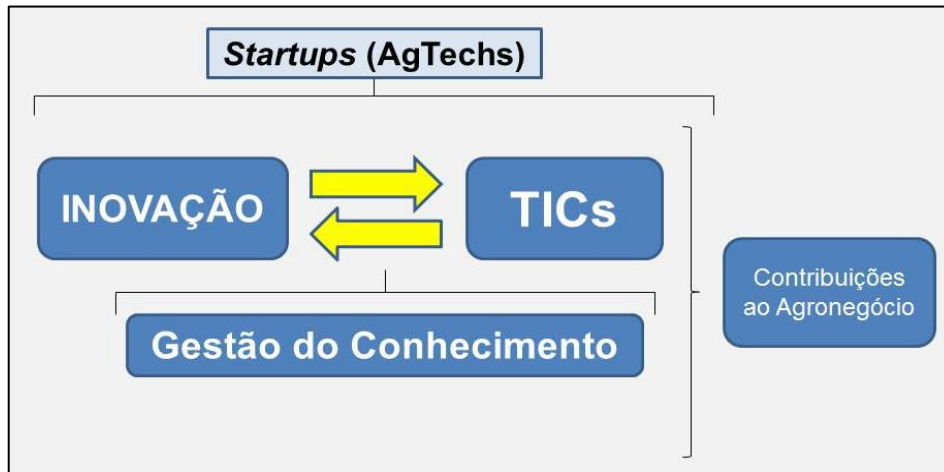 Startups (AgTechs)
INOVAÇÃO
TICs
Contribuições
ao Agronegócio
Gestão do Conhecimento